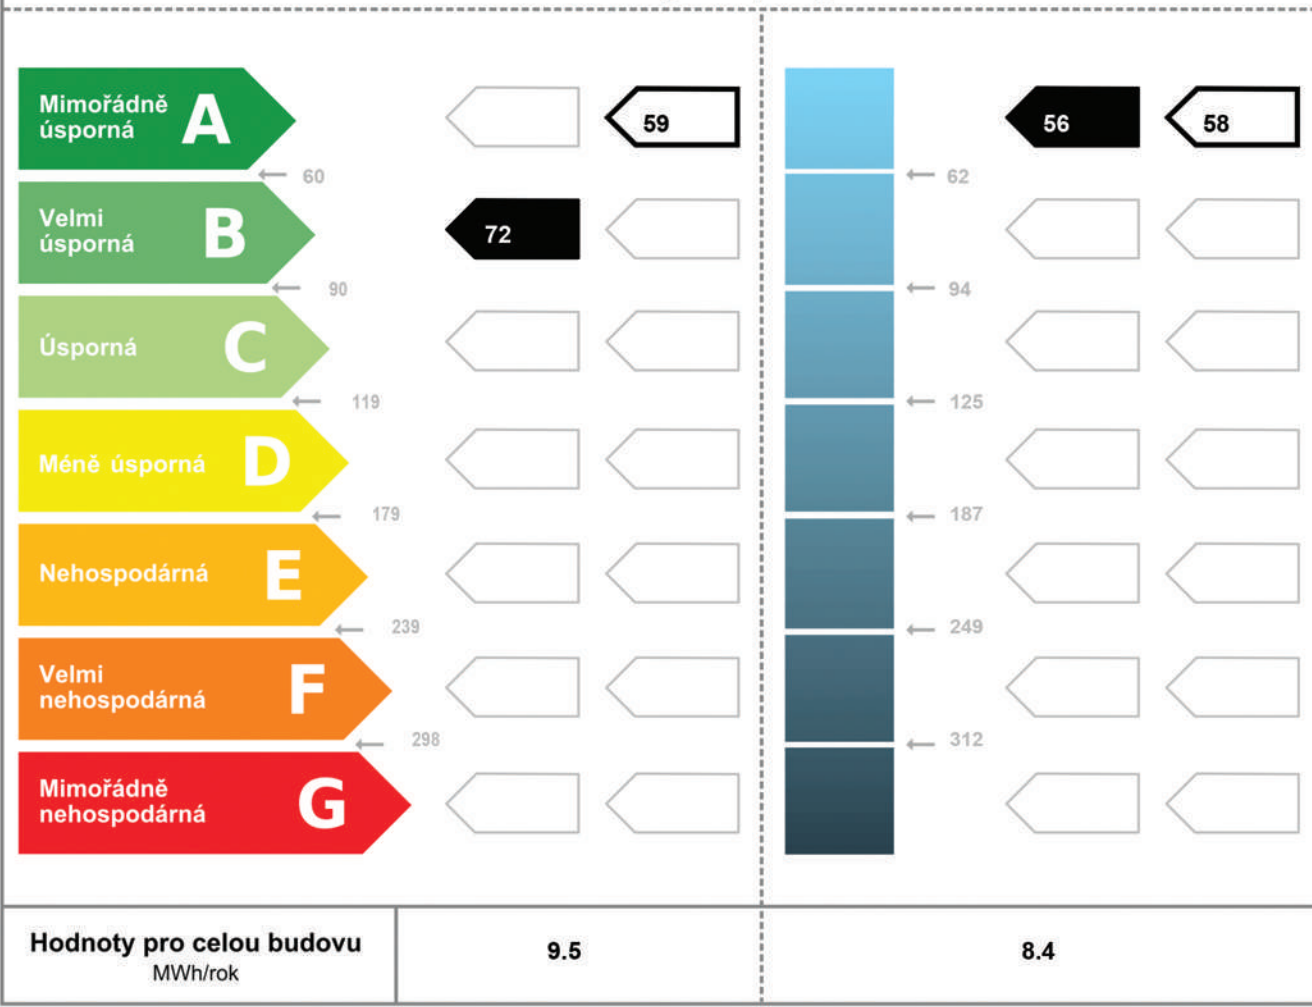 Mimořádně
úsporná
A
59
56
58
60
62
Velmi
úsporná
B
72
90
94
Úsporná
C
119
125
Méně úsporná
D
179
187
Nehospodárná
E
239
249
Velmi
nehospodárná
F
298
312
Mimořádně
nehospodárná
G
Hodnoty pro celou budovu
MWh/rok
9.5
8.4